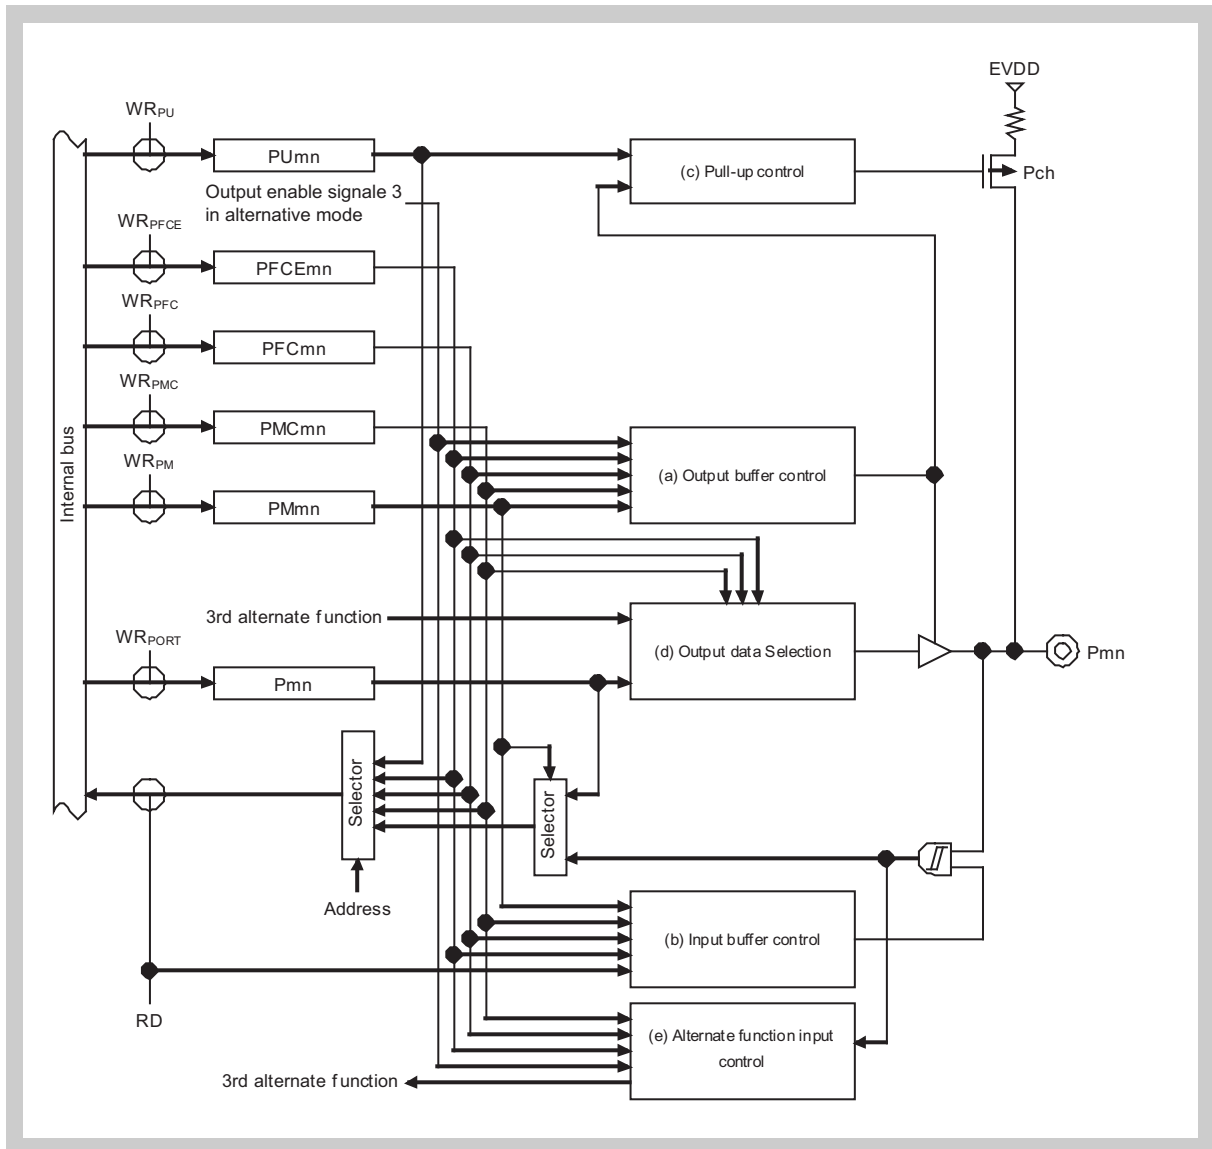 EVDD
WRPU
PUmn
(c) Pull-up control
Pch
Output enable signale 3
in alternative mode
WRPFCE
PFCEmn
WRPFC
PFCmn
WRPMC
PMCmn
Internal bus
WRPM
(a) Output buffer control
PMmn
3rd alternate function
WRPORT
(d) Output data Selection
Pmn
Pmn
Selector
Selector
Address
(b) Input buffer control
RD
(e) Alternate function input
control
3rd alternate function